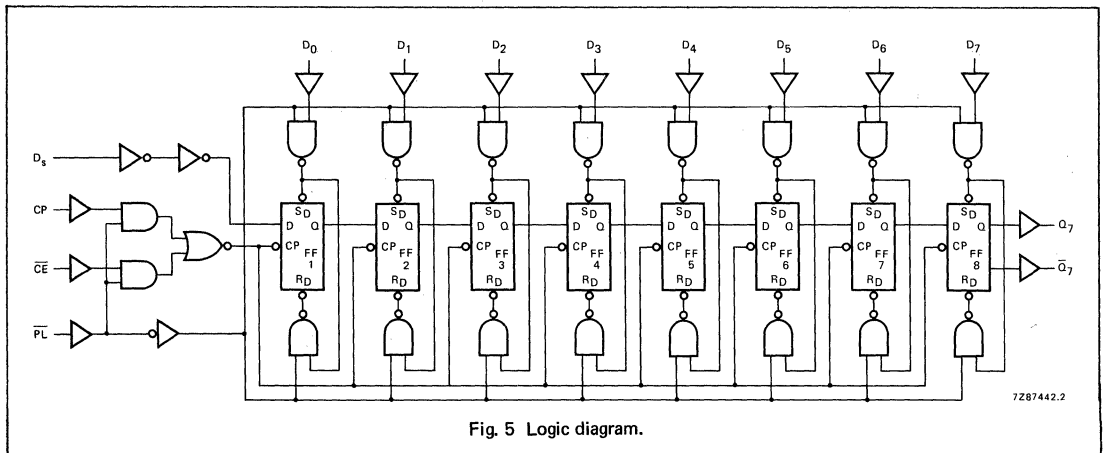 D0 D1 D2 D3 D4 D5 D6 D7
Ds
CP
C̅E̅
P̅L̅
SD SD SD SD SD SD SD SD
D Q D Q D Q D Q D Q D Q D Q D Q
CP CP CP CP CP CP CP CP
FF FF FF FF FF FF FF FF
1 2 3 4 5 6 7 8
RD RD RD RD RD RD RD RD
Q7
Q̅7
7Z87442.2
Fig. 5 Logic diagram.